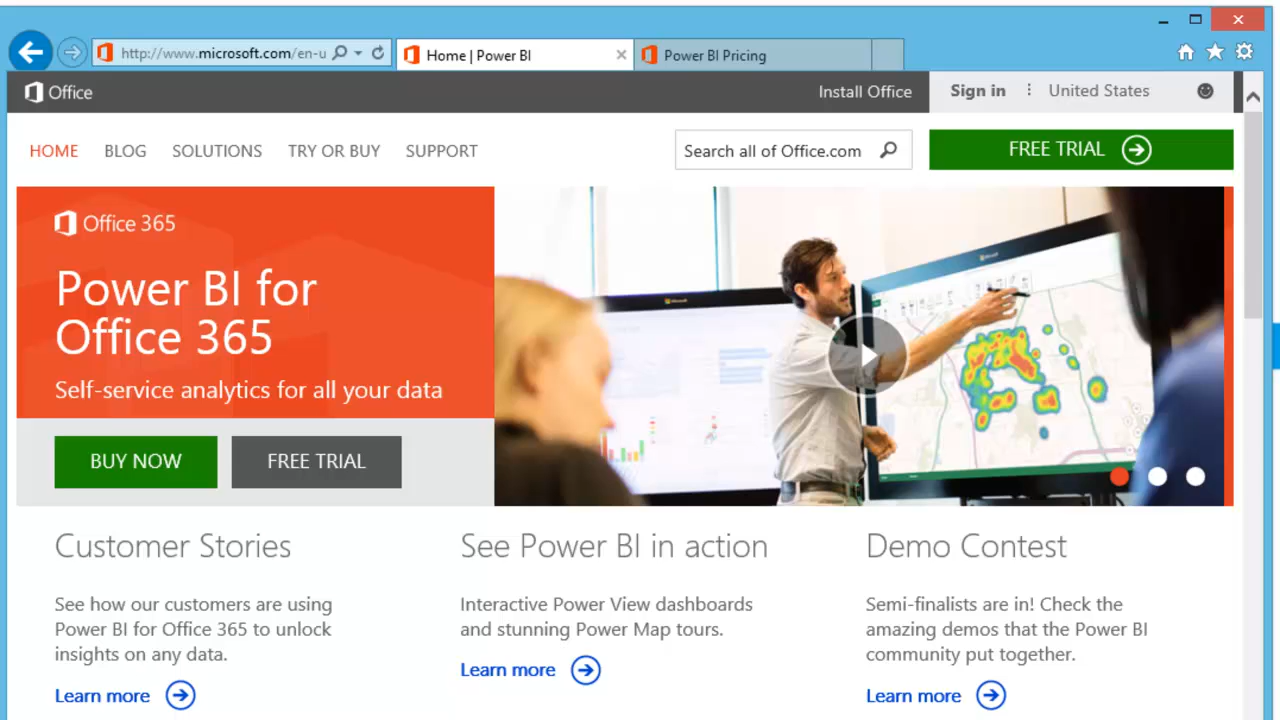 http://www.microsoft.com/en-u
Home | Power BI
Power BI Pricing
Office
Install Office
Sign in
United States
HOME
BLOG
SOLUTIONS
TRY OR BUY
SUPPORT
Search all of Office.com
FREE TRIAL
Office 365
Power BI for
Office 365
Self-service analytics for all your data
BUY NOW
FREE TRIAL
Customer Stories
See how our customers are using
Power BI for Office 365 to unlock
insights on any data.
Learn more
See Power BI in action
Interactive Power View dashboards
and stunning Power Map tours.
Learn more
Demo Contest
Semi-finalists are in! Check the
amazing demos that the Power BI
community put together.
Learn more